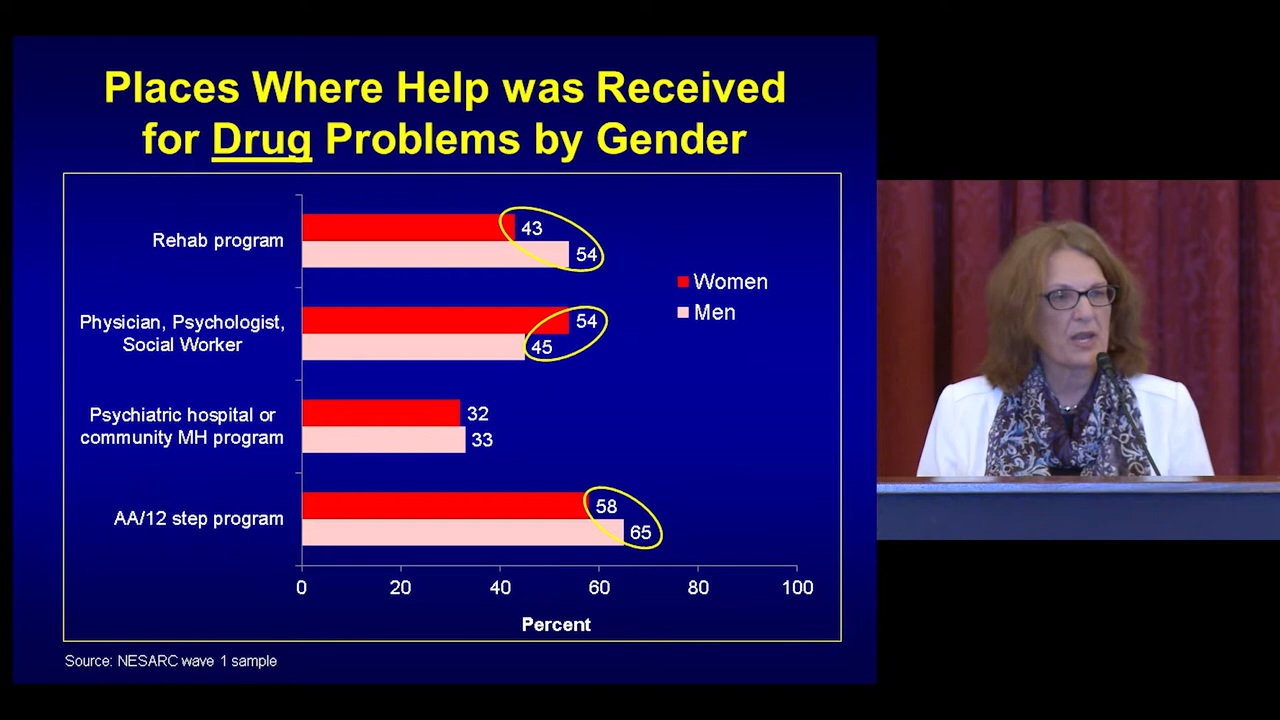 Places Where Help was Received
for Drug Problems by Gender
Rehab program
43
54
Women
Men
Physician, Psychologist,
Social Worker
54
45
Psychiatric hospital or
community MH program
32
33
AA/12 step program
58
65
0 20 40 60 80 100
Percent
Source: NESARC wave 1 sample